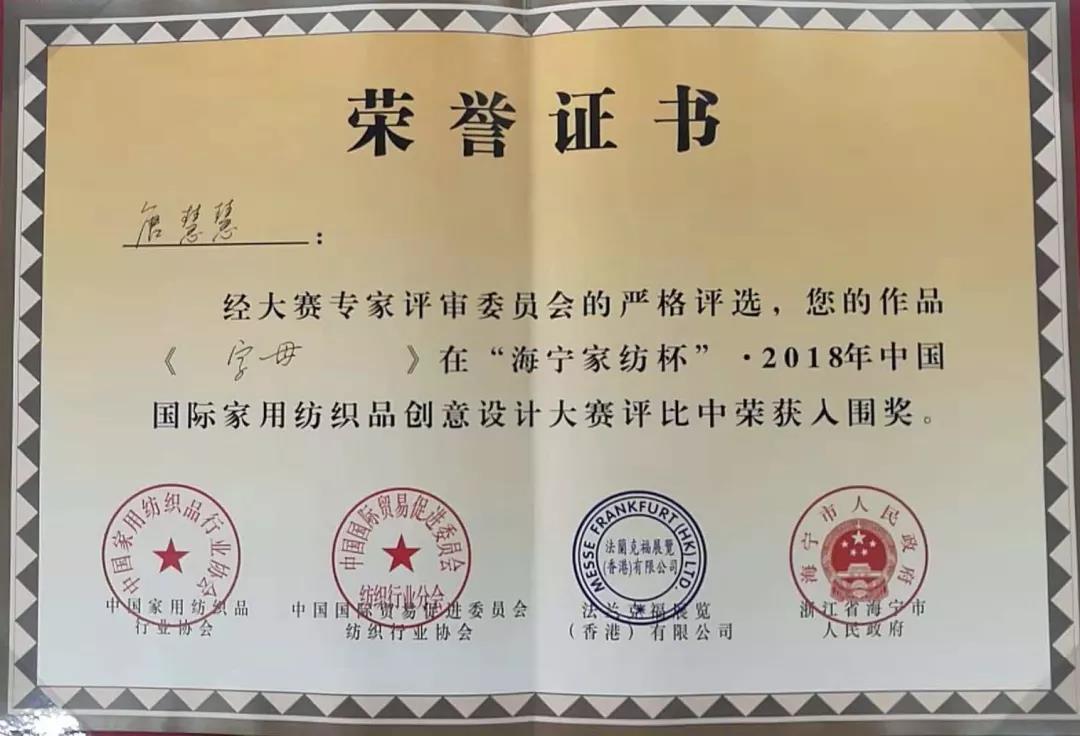 荣誉证书
唐慧慧：
经大赛专家评审委员会的严格评选，您的作品
《 字母 》在“海宁家纺杯”·2018年中国
国际家用纺织品创意设计大赛评比中荣获入围奖。
中国家用纺织品行业协会
中国国际贸易促进委员会
纺织行业分会
MESSE FRANKFURT (HK) LTD.
法蘭克福展覽
(香港)有限公司
海宁市人民政府
中国家用纺织品
行业协会
中国国际贸易促进委员会
纺织行业协会
法兰克福展览
（香港）有限公司
浙江省海宁市
人民政府